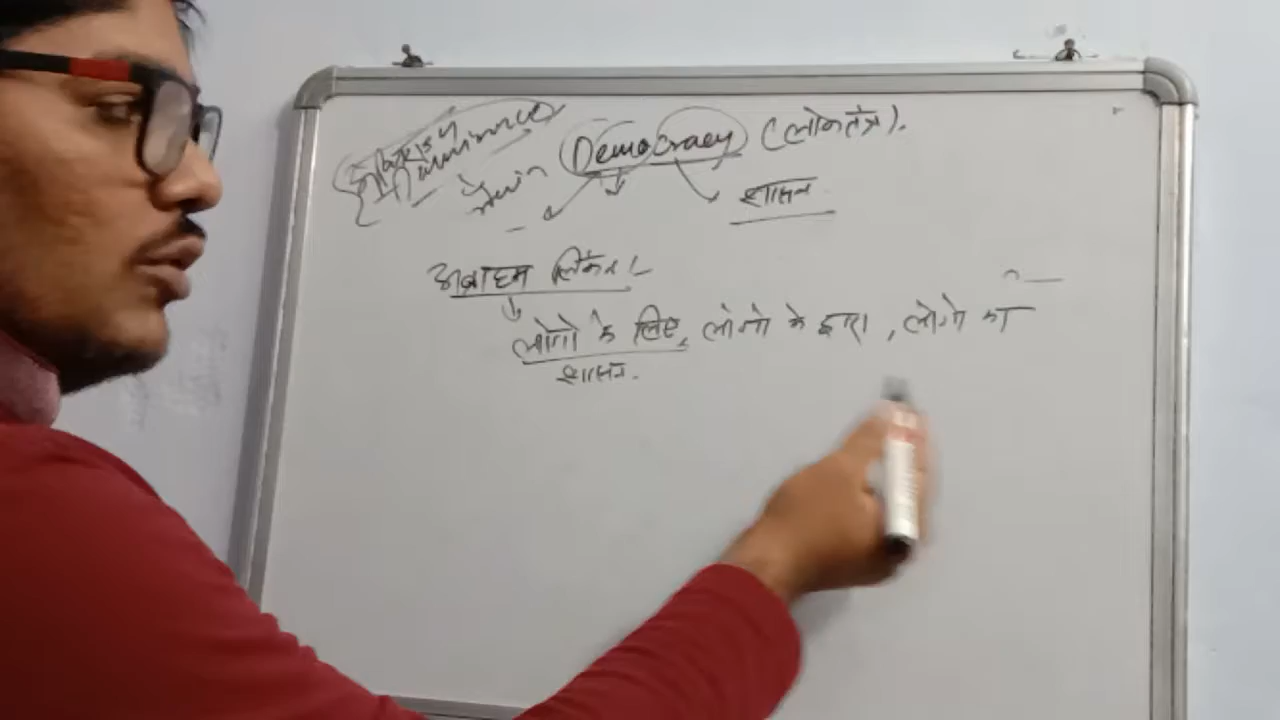 Democracy (लोकतंत्र).
शासन
अब्राहम लिंकन
लोगो के लिए, लोगो के द्वारा, लोगो का
शासन.